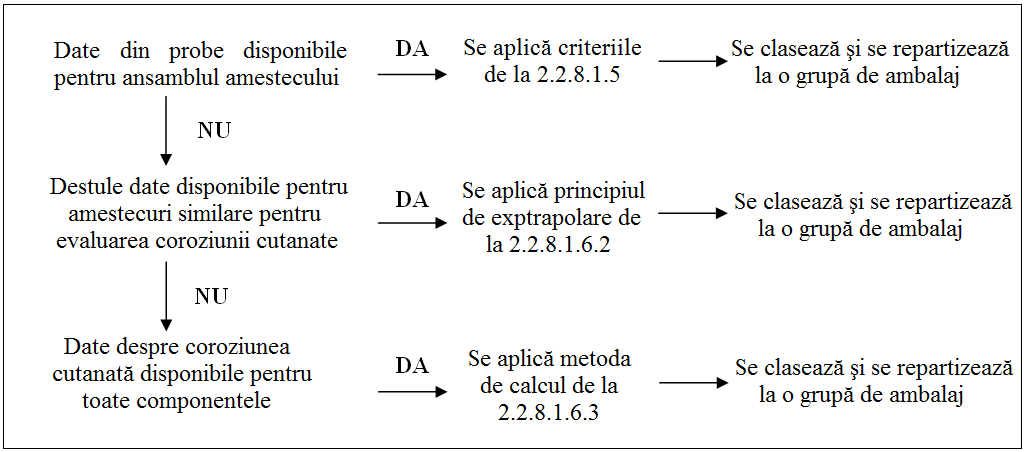 Date din probe disponibile
pentru ansamblul amestecului
DA
Se aplică criteriile
de la 2.2.8.1.5
Se clasează şi se repartizează
la o grupă de ambalaj
NU
Destule date disponibile pentru
amestecuri similare pentru
evaluarea coroziunii cutanate
DA
Se aplică principiul
de exptrapolare de
la 2.2.8.1.6.2
Se clasează şi se repartizează
la o grupă de ambalaj
NU
Date despre coroziunea
cutanată disponibile pentru
toate componentele
DA
Se aplică metoda
de calcul de la
2.2.8.1.6.3
Se clasează şi se repartizează
la o grupă de ambalaj